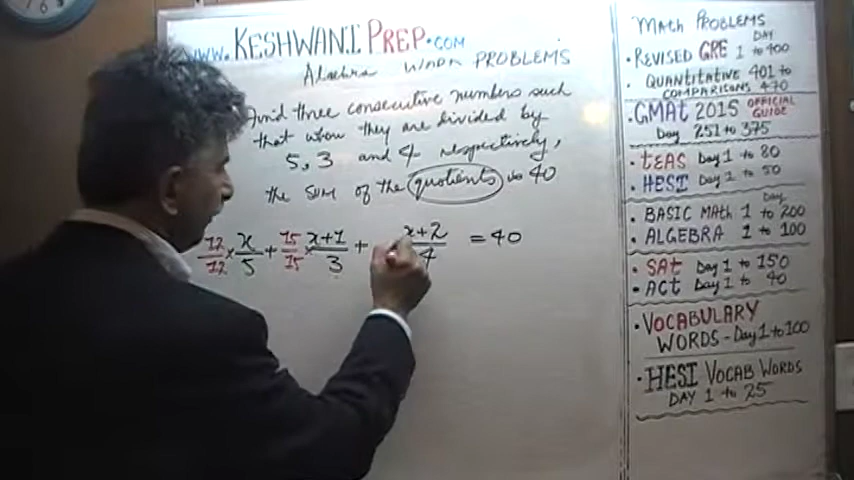 www.KESHWANI PREP.COM
Algebra WORD PROBLEMS
Find three consecutive numbers such
that when they are divided by
5, 3 and 4 respectively,
the sum of the quotients is 40
12/12 × x/5 + 15/15 × x+1/3 + x+2/4 = 40
MATH PROBLEMS
DAY
• REVISED GRE 1 to 400
• QUANTITATIVE 401 to
COMPARISONS 470
• GMAT 2015 OFFICIAL GUIDE
Day 251 to 375
• TEAS Day 1 to 80
• HESI Day 1 to 50
Day
• BASIC MATH 1 to 200
• ALGEBRA 1 to 100
• SAT Day 1 to 150
• ACT Day 1 to 40
• VOCABULARY
WORDS - Day 1 to 100
• HESI VOCAB WORDS
DAY 1 to 25